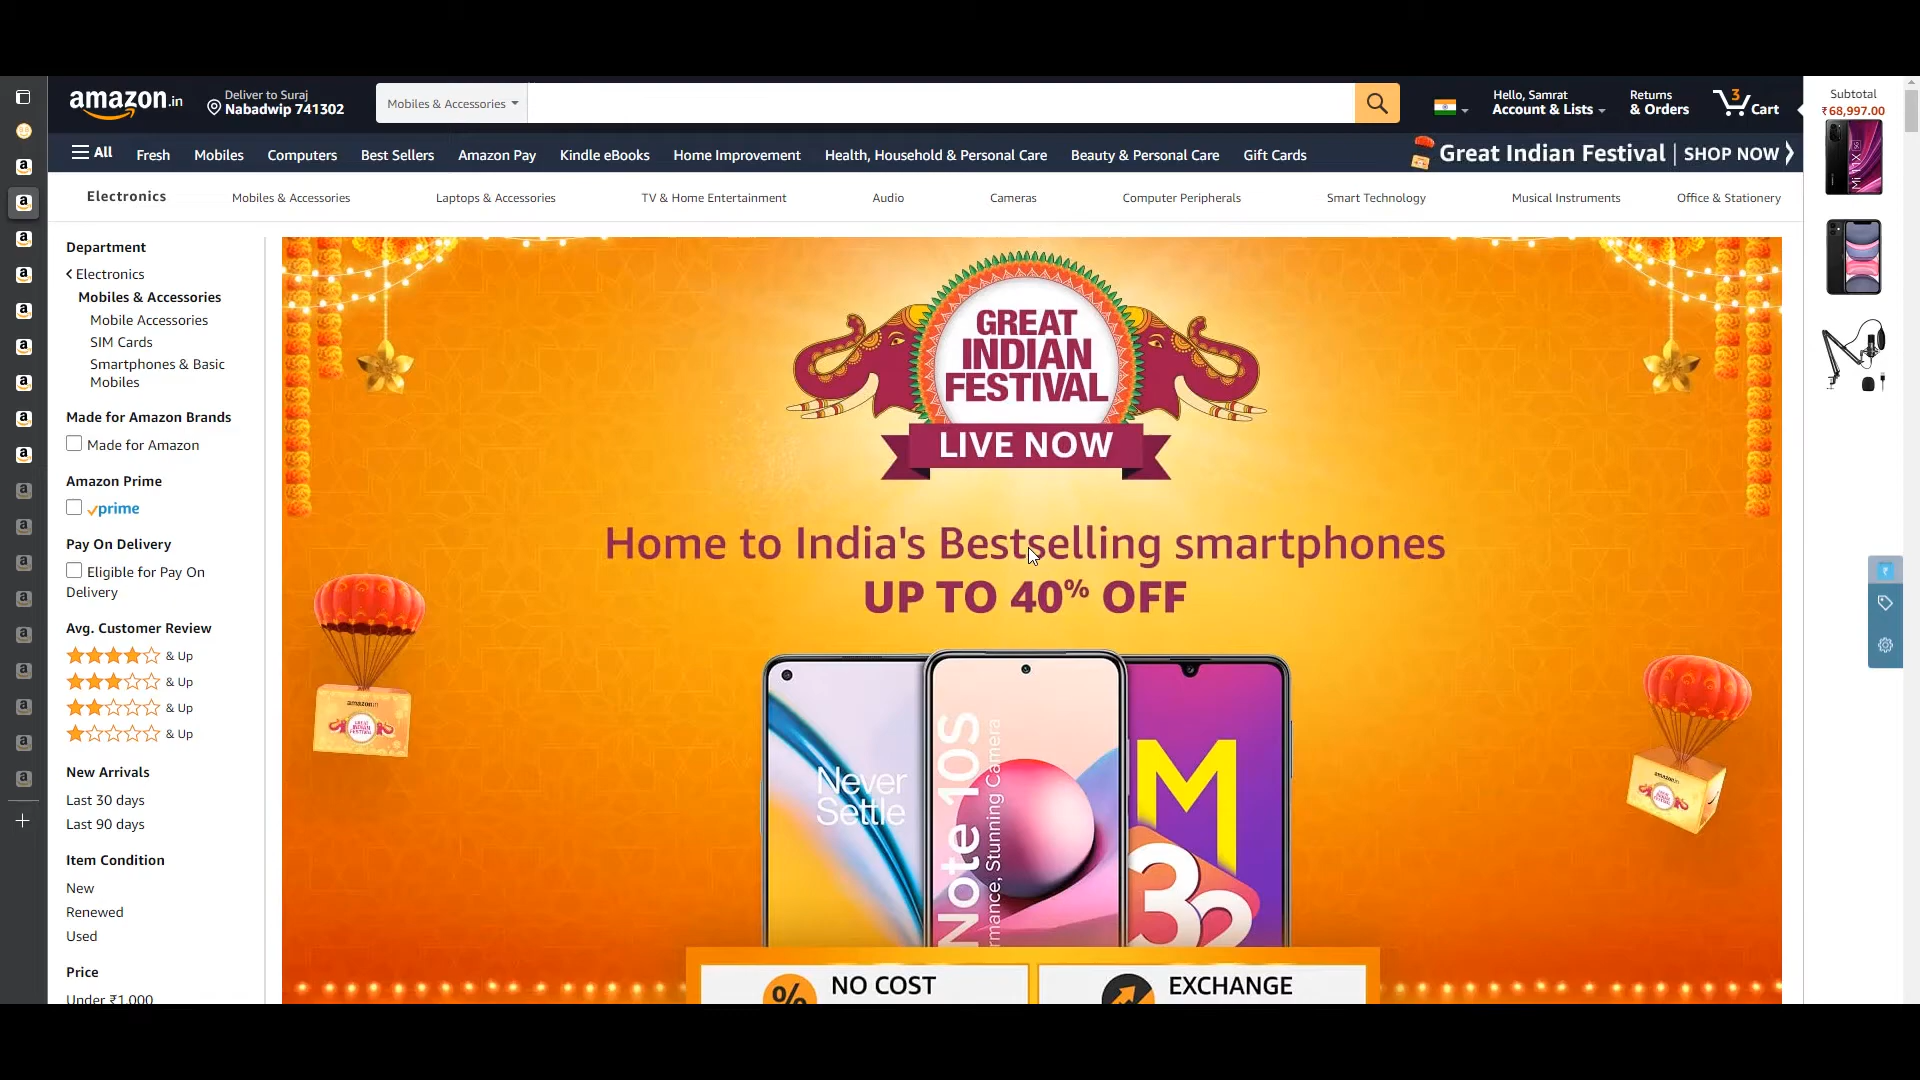 amazon.in
Deliver to Suraj
Nabadwip 741302
Mobiles & Accessories
Hello, Samrat
Account & Lists
Returns
& Orders
3
Cart
Subtotal
₹68,997.00
All
Fresh
Mobiles
Computers
Best Sellers
Amazon Pay
Kindle eBooks
Home Improvement
Health, Household & Personal Care
Beauty & Personal Care
Gift Cards
Great Indian Festival | SHOP NOW
Electronics
Mobiles & Accessories
Laptops & Accessories
TV & Home Entertainment
Audio
Cameras
Computer Peripherals
Smart Technology
Musical Instruments
Office & Stationery
Mi 11X
Department
Electronics
Mobiles & Accessories
Mobile Accessories
SIM Cards
Smartphones & Basic
Mobiles
Made for Amazon Brands
Made for Amazon
Amazon Prime
prime
Pay On Delivery
Eligible for Pay On
Delivery
Avg. Customer Review
& Up
& Up
& Up
& Up
New Arrivals
Last 30 days
Last 90 days
Item Condition
New
Renewed
Used
Price
Under ₹1,000
GREAT
INDIAN
FESTIVAL
LIVE NOW
Home to India's Bestselling smartphones
UP TO 40% OFF
amazon.in
amazon.in
Never
Settle
Note 10S
rmance, Stunning Camera
M
32
% NO COST
EXCHANGE